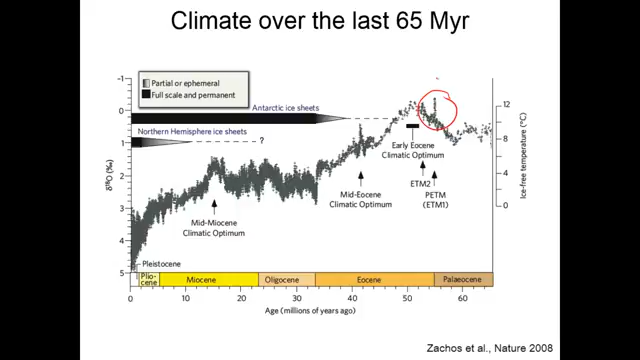 Climate over the last 65 Myr
Partial or ephemeral
Full scale and permanent
Antarctic ice sheets
Northern Hemisphere ice sheets
?
Early Eocene
Climatic Optimum
ETM2
PETM
(ETM1)
Mid-Eocene
Climatic Optimum
Mid-Miocene
Climatic Optimum
δ18O (‰)
–1
0
1
2
3
4
5
12
8
4
0
Ice-free temperature (°C)
Pleistocene
Plio-
cene
Miocene
Oligocene
Eocene
Palaeocene
0 10 20 30 40 50 60
Age (millions of years ago)
Zachos et al., Nature 2008